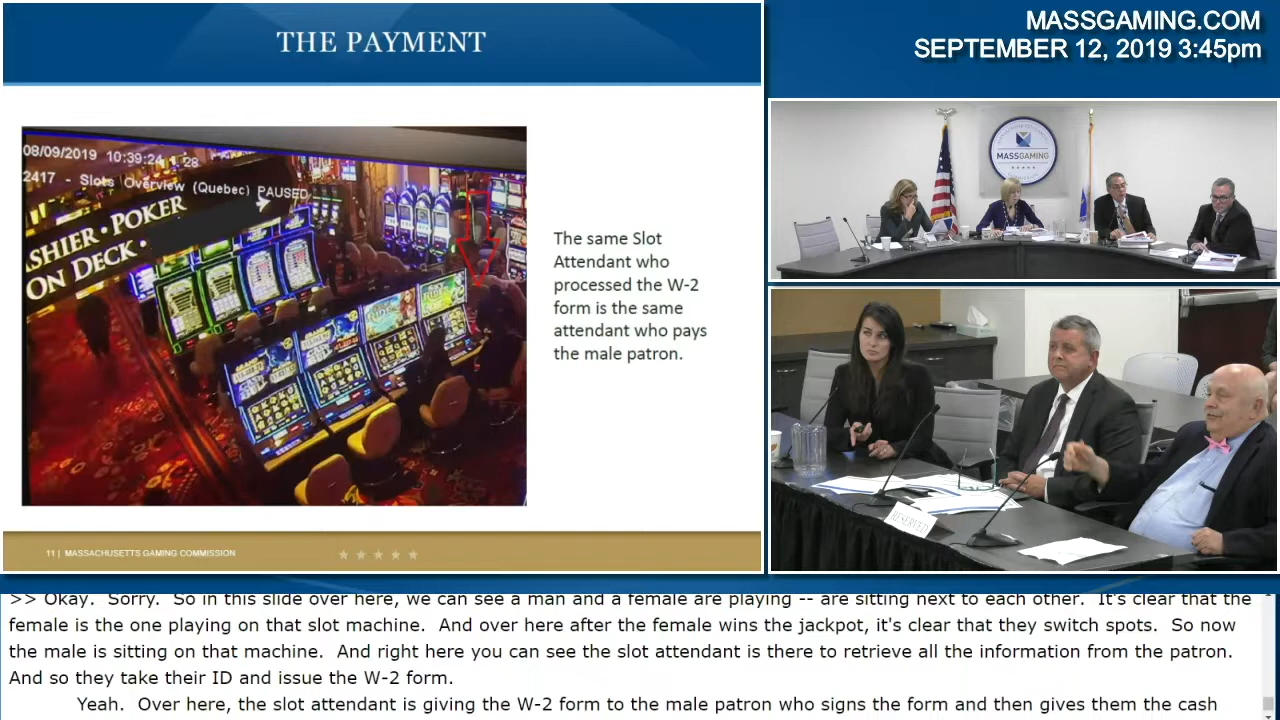 THE PAYMENT
MASSGAMING.COM
SEPTEMBER 12, 2019 3:45pm
08/09/2019 10:39:24
28
2417 - Slots Overview (Quebec) PAUSED
SHIER • POKER
ON DECK •
The same Slot
Attendant who
processed the W-2
form is the same
attendant who pays
the male patron.
MASSGAMING
RESERVED
11 | MASSACHUSETTS GAMING COMMISSION
>> Okay. Sorry. So in this slide over here, we can see a man and a female are playing -- are sitting next to each other. It's clear that the
female is the one playing on that slot machine. And over here after the female wins the jackpot, it's clear that they switch spots. So now
the male is sitting on that machine. And right here you can see the slot attendant is there to retrieve all the information from the patron.
And so they take their ID and issue the W-2 form.
Yeah. Over here, the slot attendant is giving the W-2 form to the male patron who signs the form and then gives them the cash